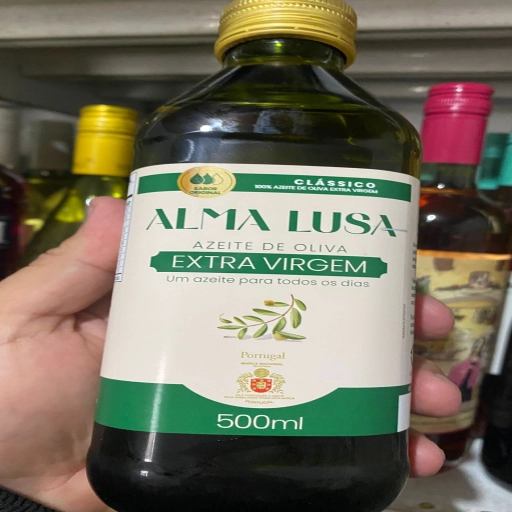 SABOR
ORIGINAL
CLÁSSICO
100% AZEITE DE OLIVA EXTRA VIRGEM
ALMA LUSA
AZEITE DE OLIVA
EXTRA VIRGEM
Um azeite para todos os dias
Portugal
500ml